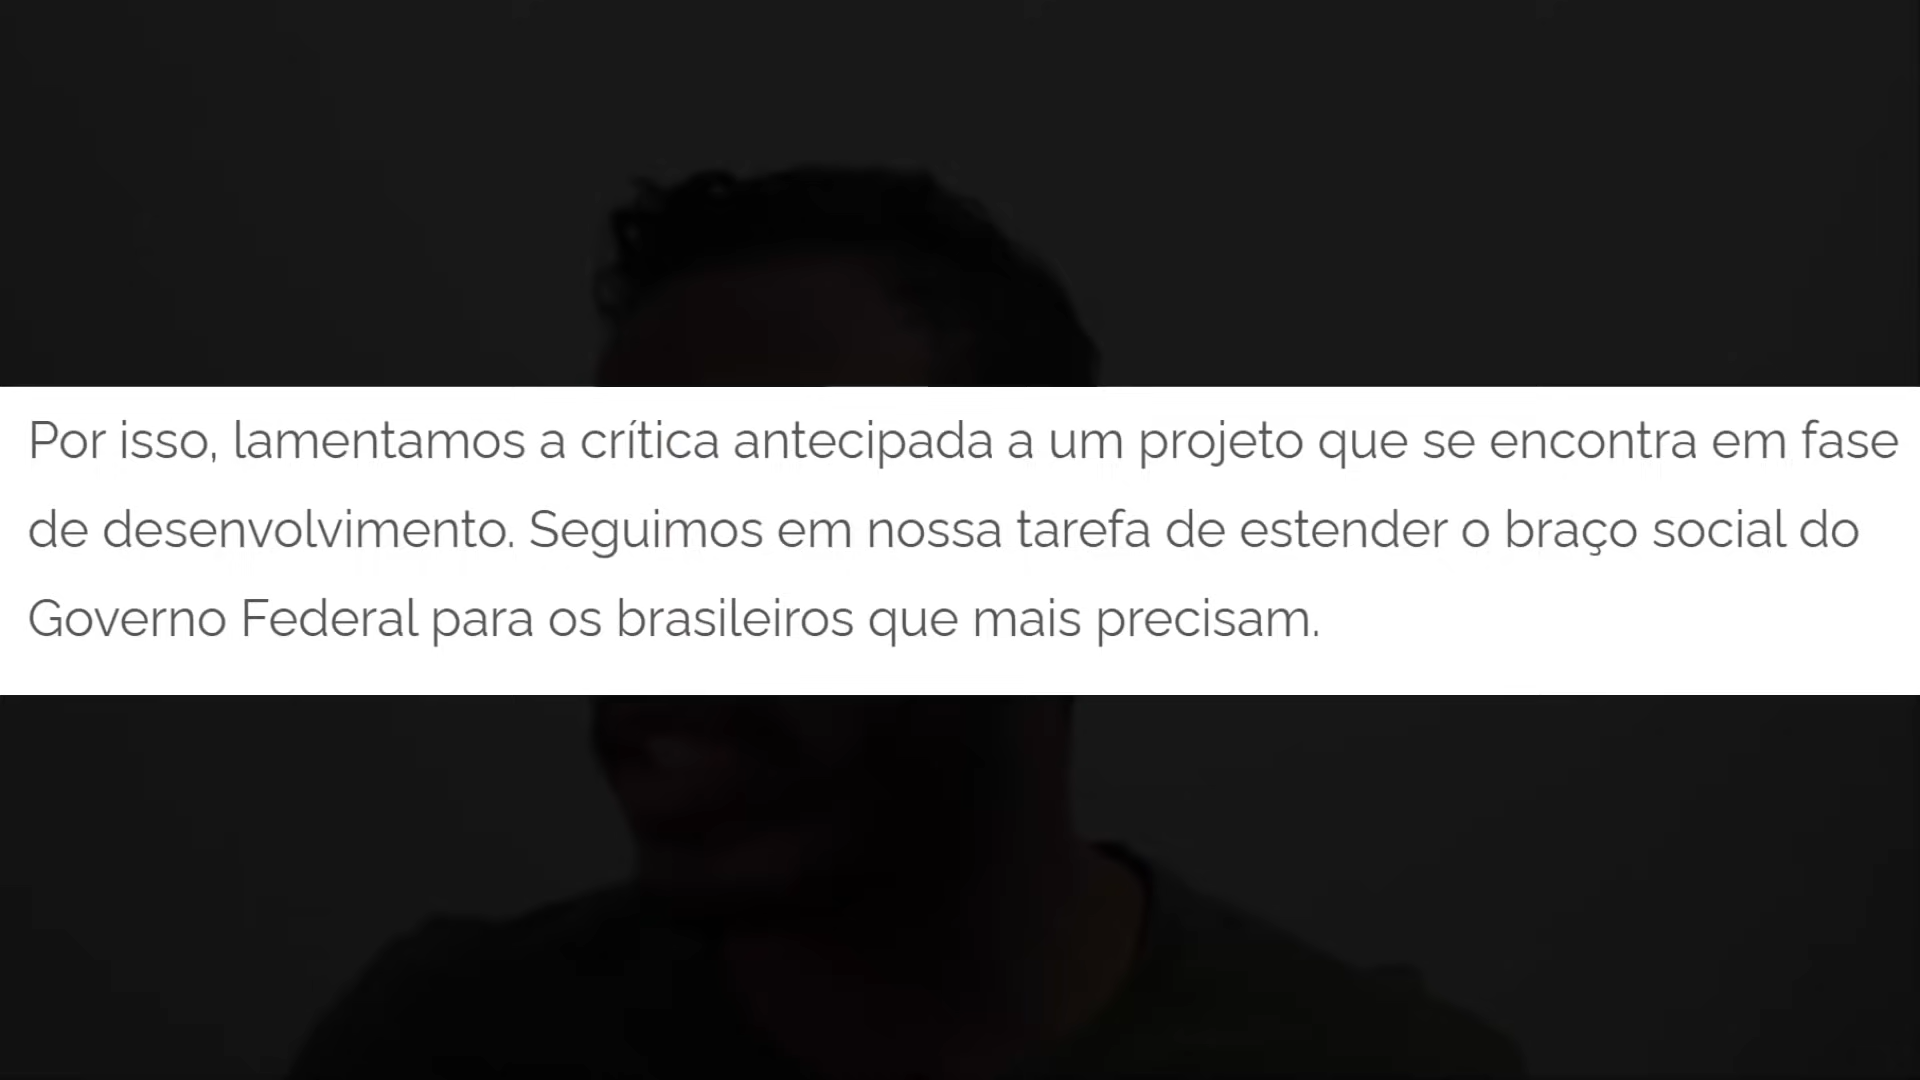 Por isso, lamentamos a crítica antecipada a um projeto que se encontra em fase
de desenvolvimento. Seguimos em nossa tarefa de estender o braço social do
Governo Federal para os brasileiros que mais precisam.